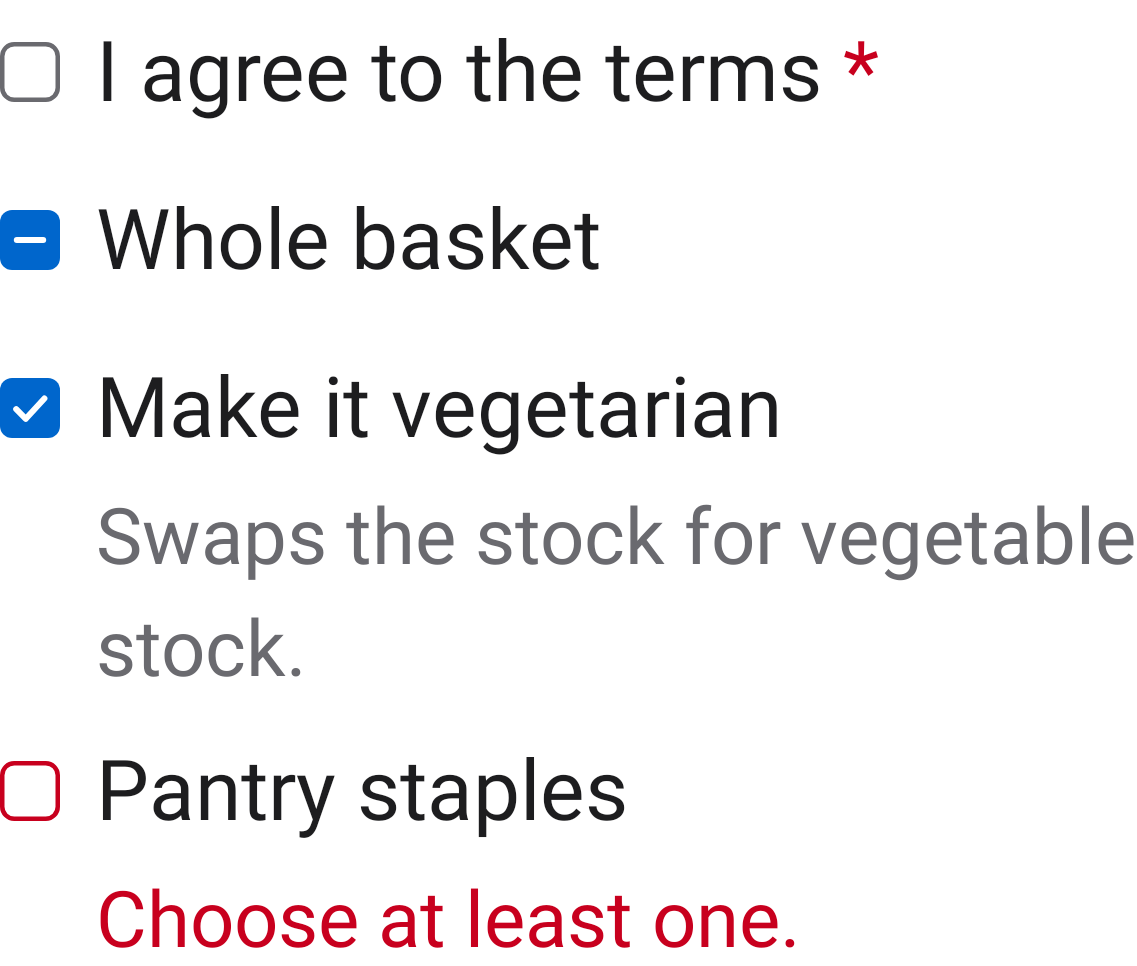 I agree to the terms *
Whole basket
Make it vegetarian
Swaps the stock for vegetable
stock.
Pantry staples
Choose at least one.